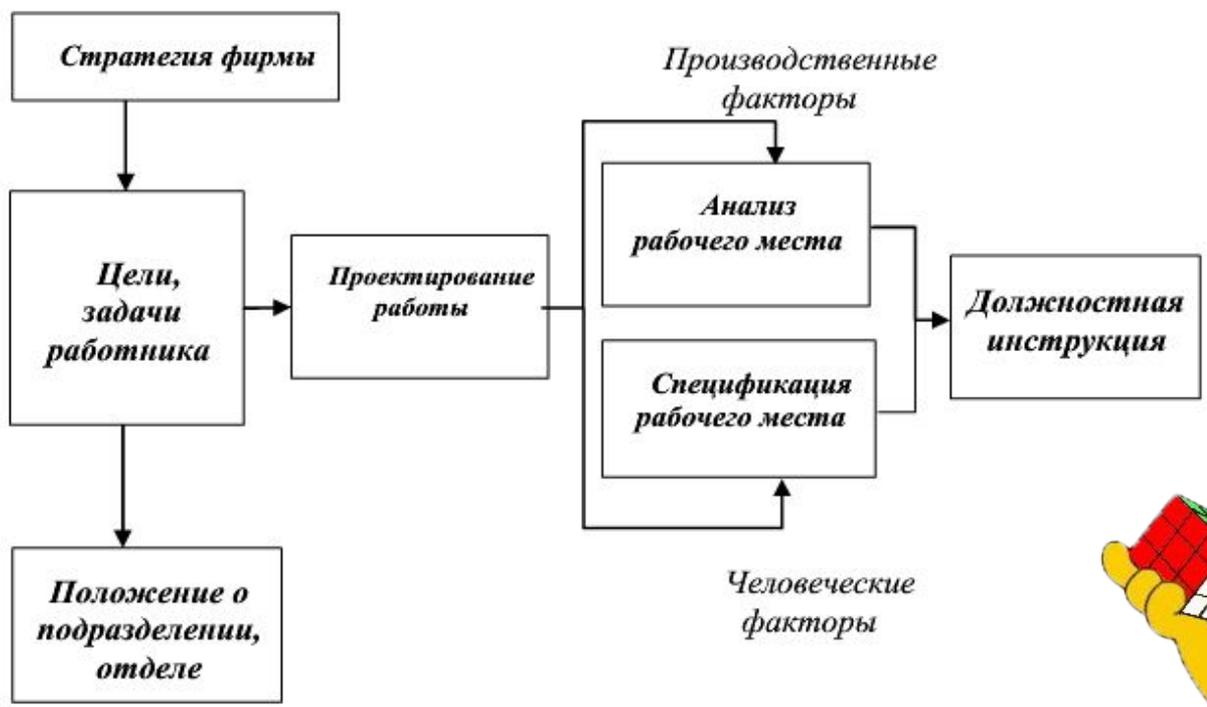 Стратегия фирмы
Производственные
факторы
Анализ
рабочего места
Цели,
задачи
работника
Проектирование
работы
Должностная
инструкция
Спецификация
рабочего места
Положение о
подразделении,
отделе
Человеческие
факторы